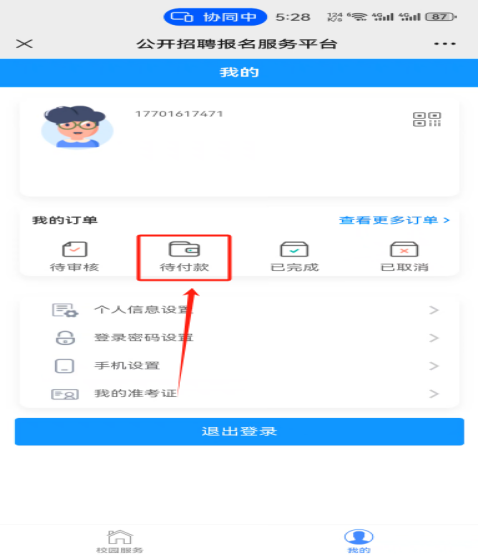 协同中 5:28 124 K/s 4G 4G 87
公开招聘报名服务平台
我的
17701617471
我的订单 查看更多订单 >
待审核 待付款 已完成 已取消
个人信息设置 >
登录密码设置 >
手机设置 >
我的准考证 >
退出登录
校园服务 我的